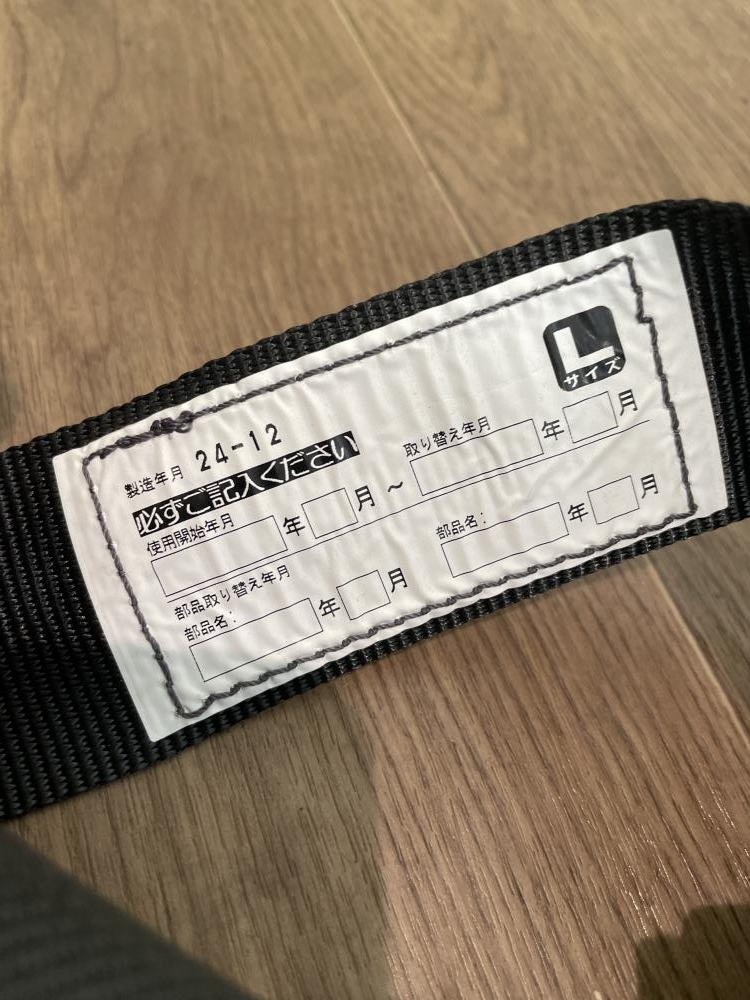 L
サイズ
製造年月 24-12
必ずご記入ください
使用開始年月 年 月 ~ 取り替え年月 年 月
部品取り替え年月
部品名: 年 月 部品名: 年 月